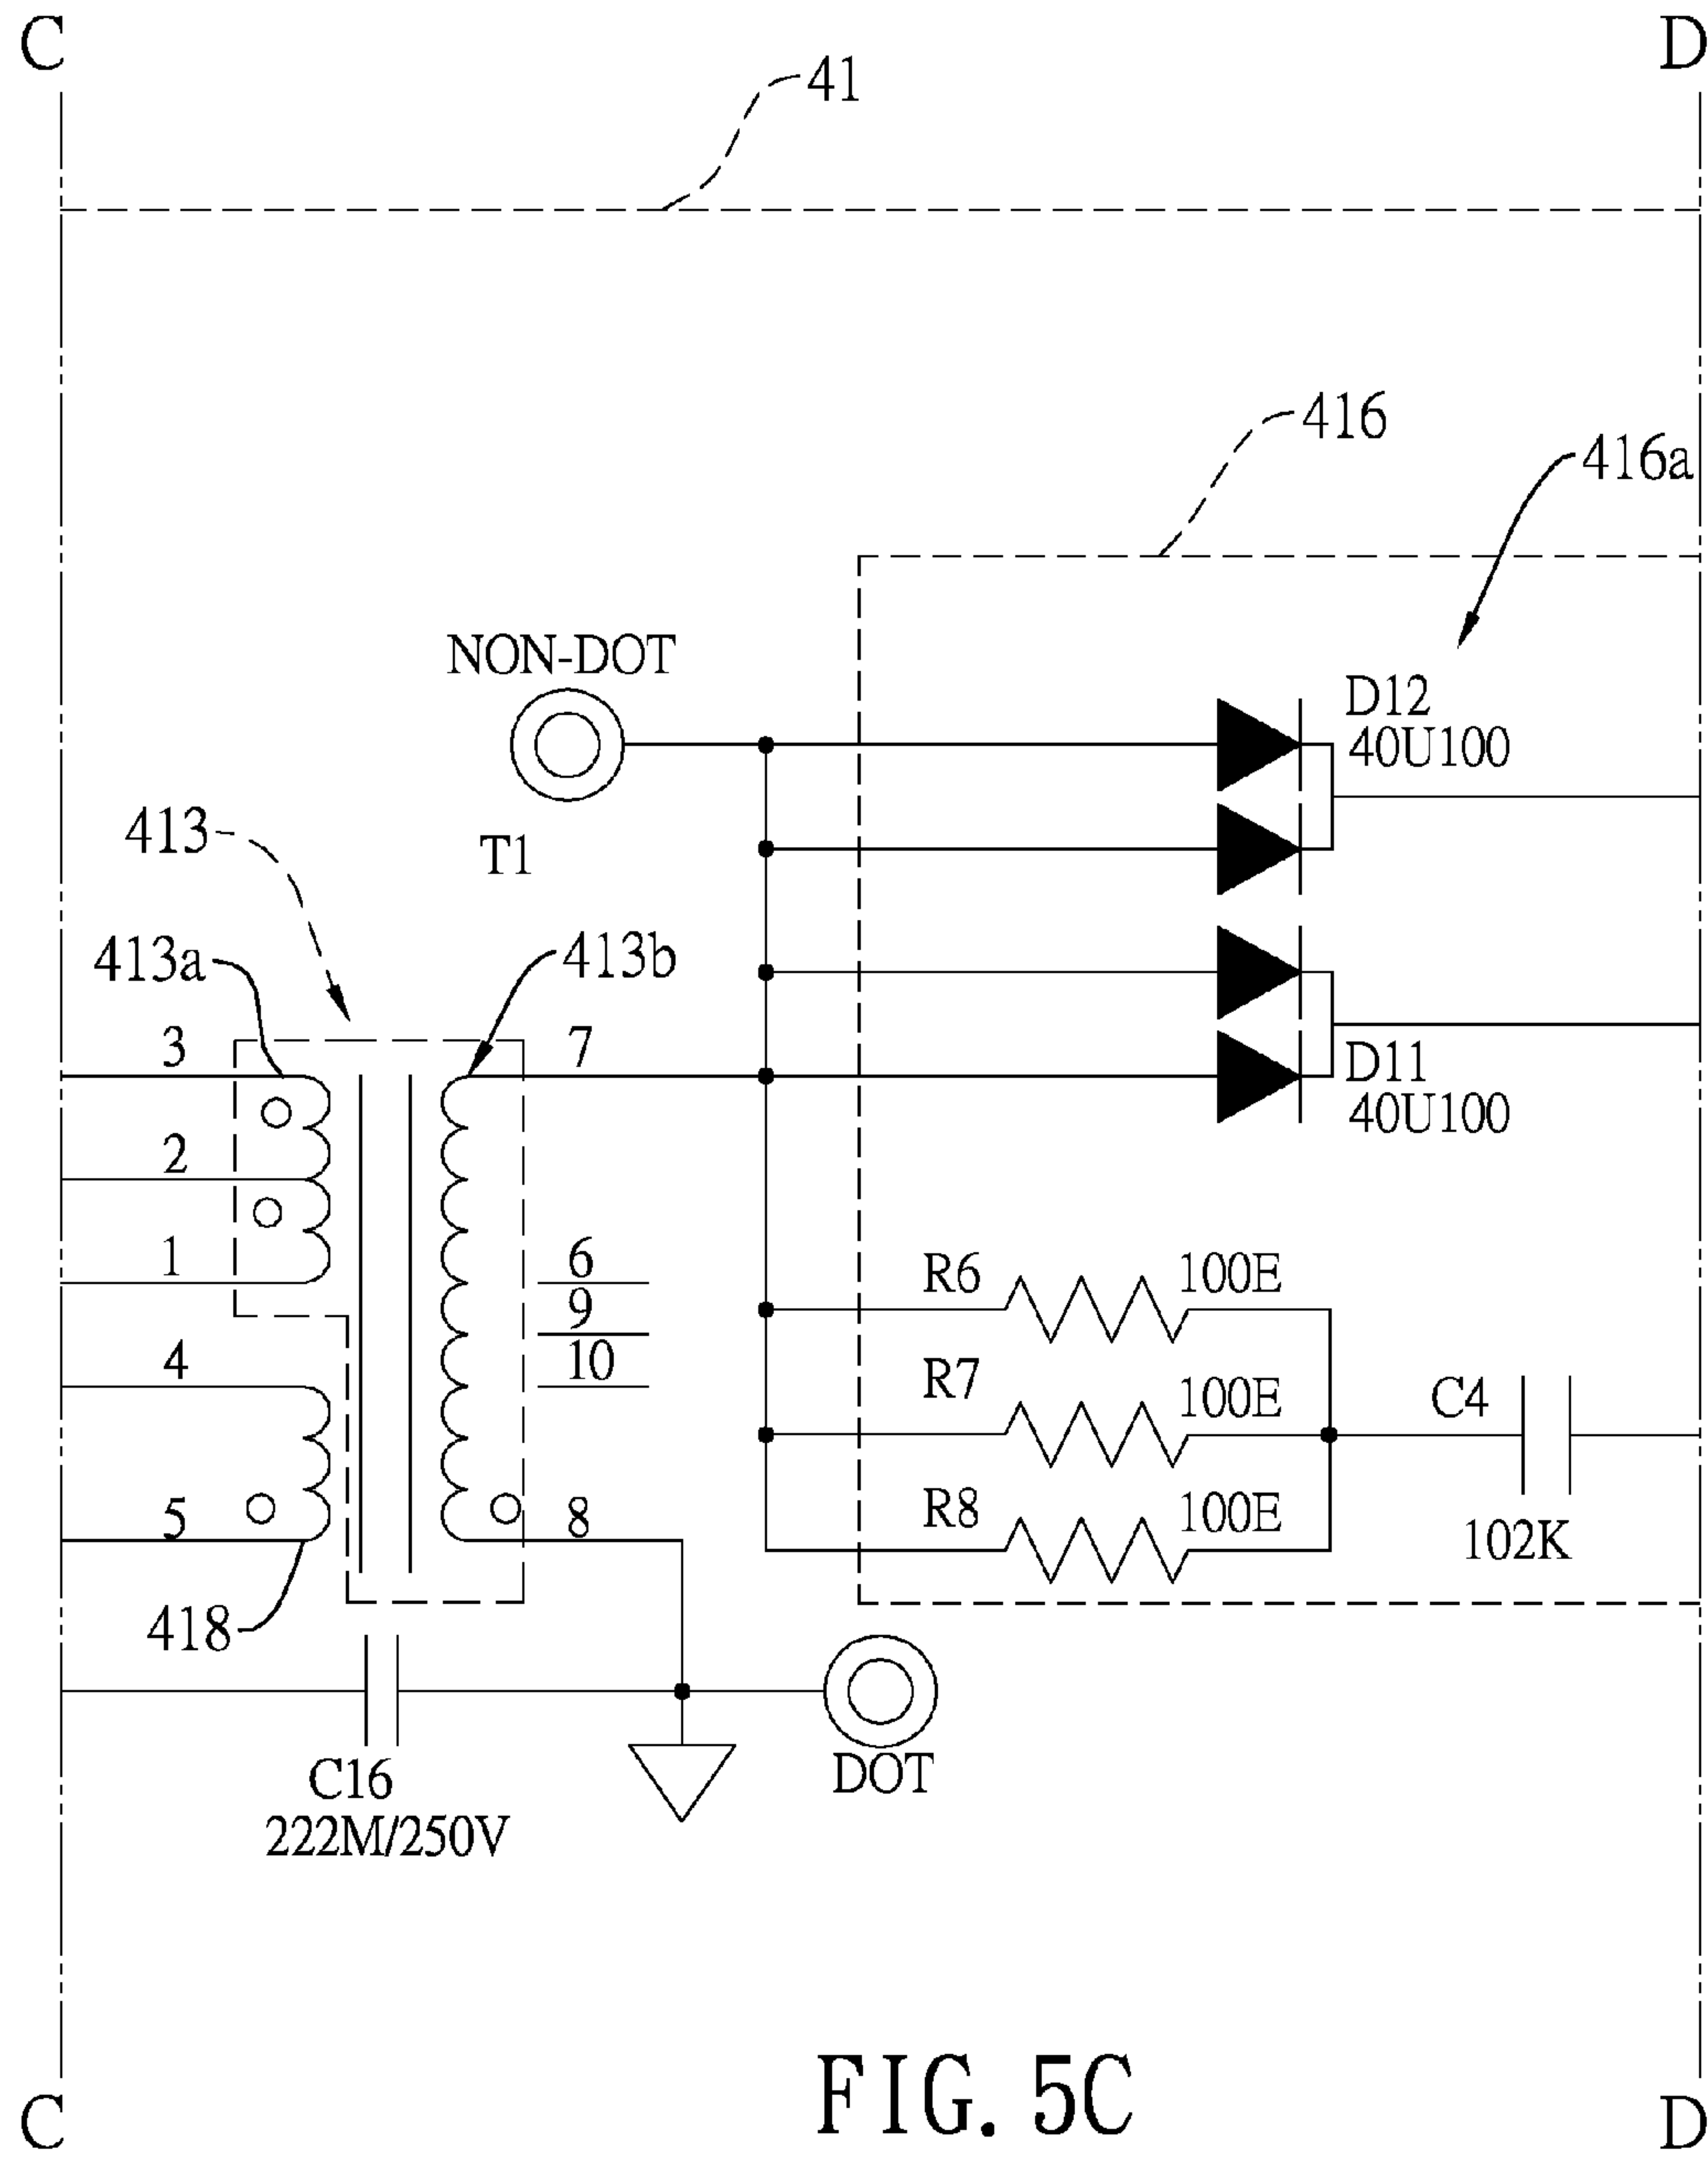 C
D
41
416
416a
NON-DOT
D12
40U100
413
T1
413a
413b
3
7
D11
40U100
2
1
6
9
10
R6
100E
4
R7
100E
C4
5
8
R8
100E
102K
418
C16
222M/250V
DOT
C
FIG. 5C
D